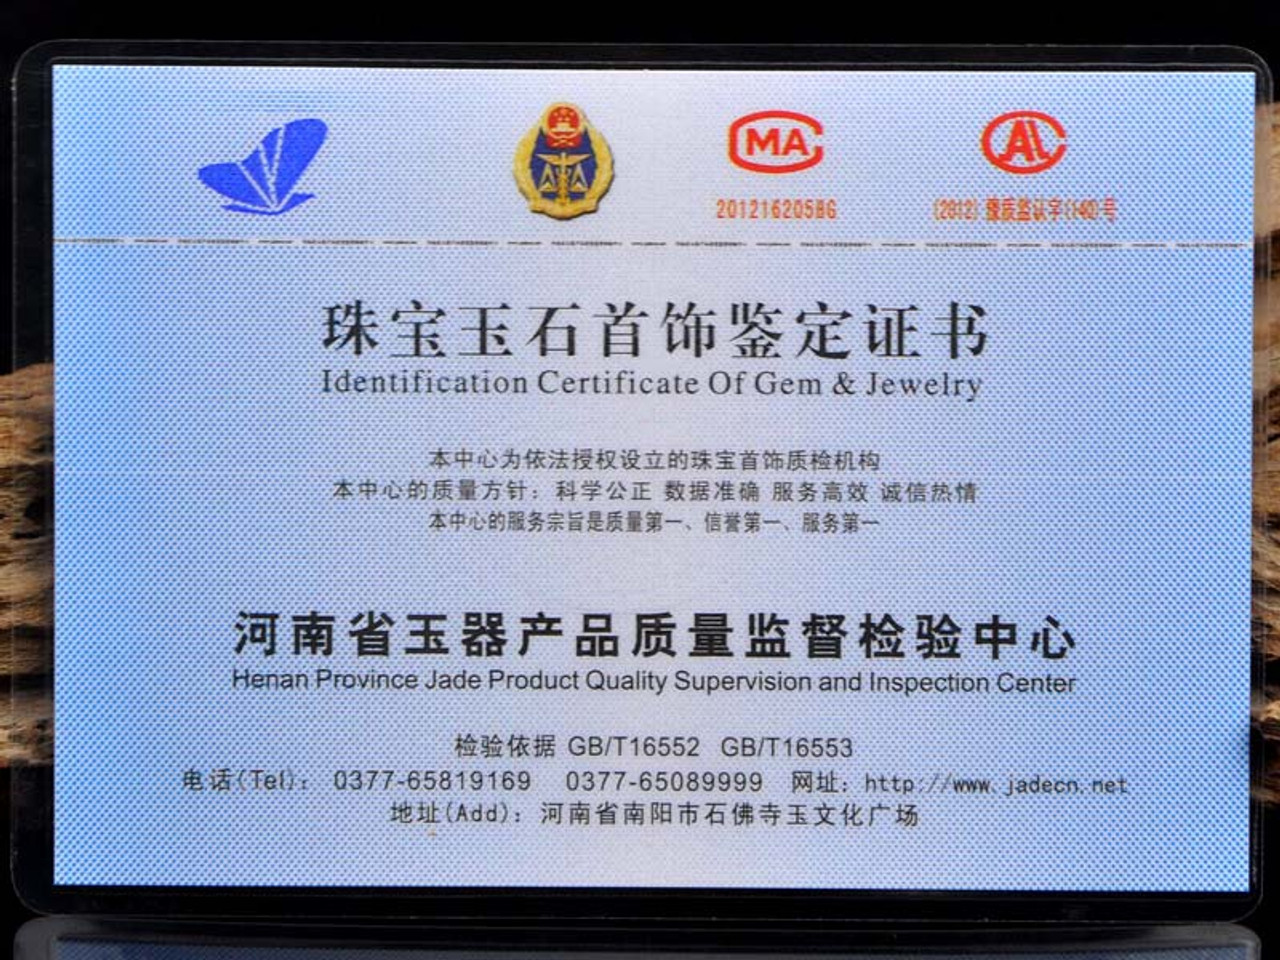 MA
2012162058G
AL
(2012) 豫质监认字(140)号
珠宝玉石首饰鉴定证书
Identification Certificate Of Gem & Jewelry
本中心为依法授权设立的珠宝首饰质检机构
本中心的质量方针：科学公正 数据准确 服务高效 诚信热情
本中心的服务宗旨是质量第一、信誉第一、服务第一
河南省玉器产品质量监督检验中心
Henan Province Jade Product Quality Supervision and Inspection Center
检验依据 GB/T16552 GB/T16553
电话(Tel)： 0377-65819169 0377-65089999 网址：http://www.jadecn.net
地址(Add)：河南省南阳市石佛寺玉文化广场